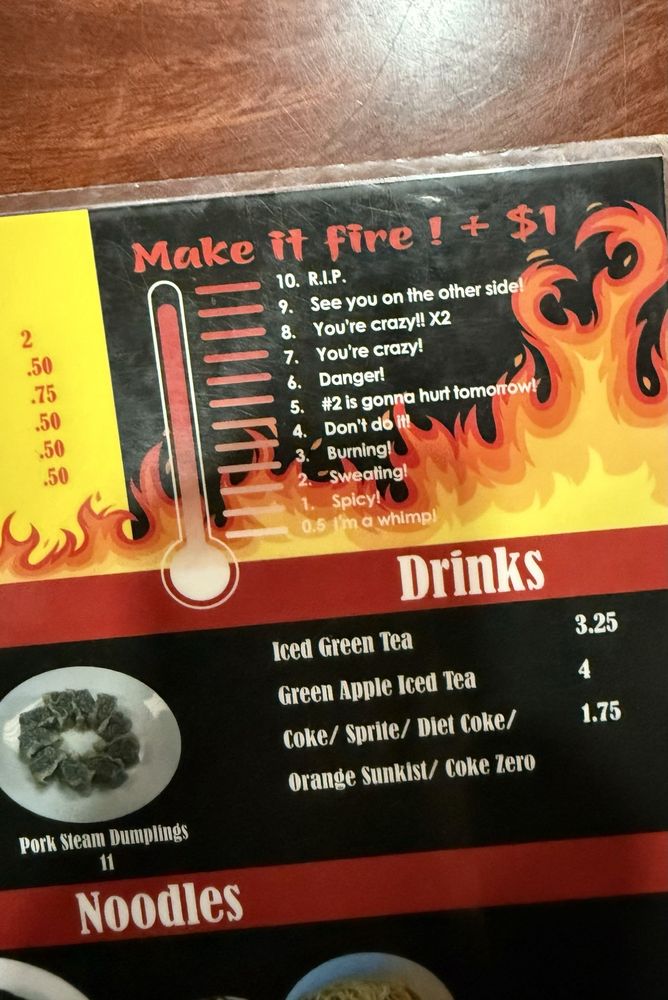 Make it fire ! + $1
10. R.I.P.
9. See you on the other side!
8. You're crazy!! X2
7. You're crazy!
6. Danger!
5. #2 is gonna hurt tomorrow!
4. Don't do it!
3. Burning!
2. Sweating!
1. Spicy!
0.5 I'm a whimp!
2
.50
.75
.50
.50
.50
Drinks
Iced Green Tea 3.25
Green Apple Iced Tea 4
Coke/ Sprite/ Diet Coke/ 1.75
Orange Sunkist/ Coke Zero
Pork Steam Dumplings
11
Noodles